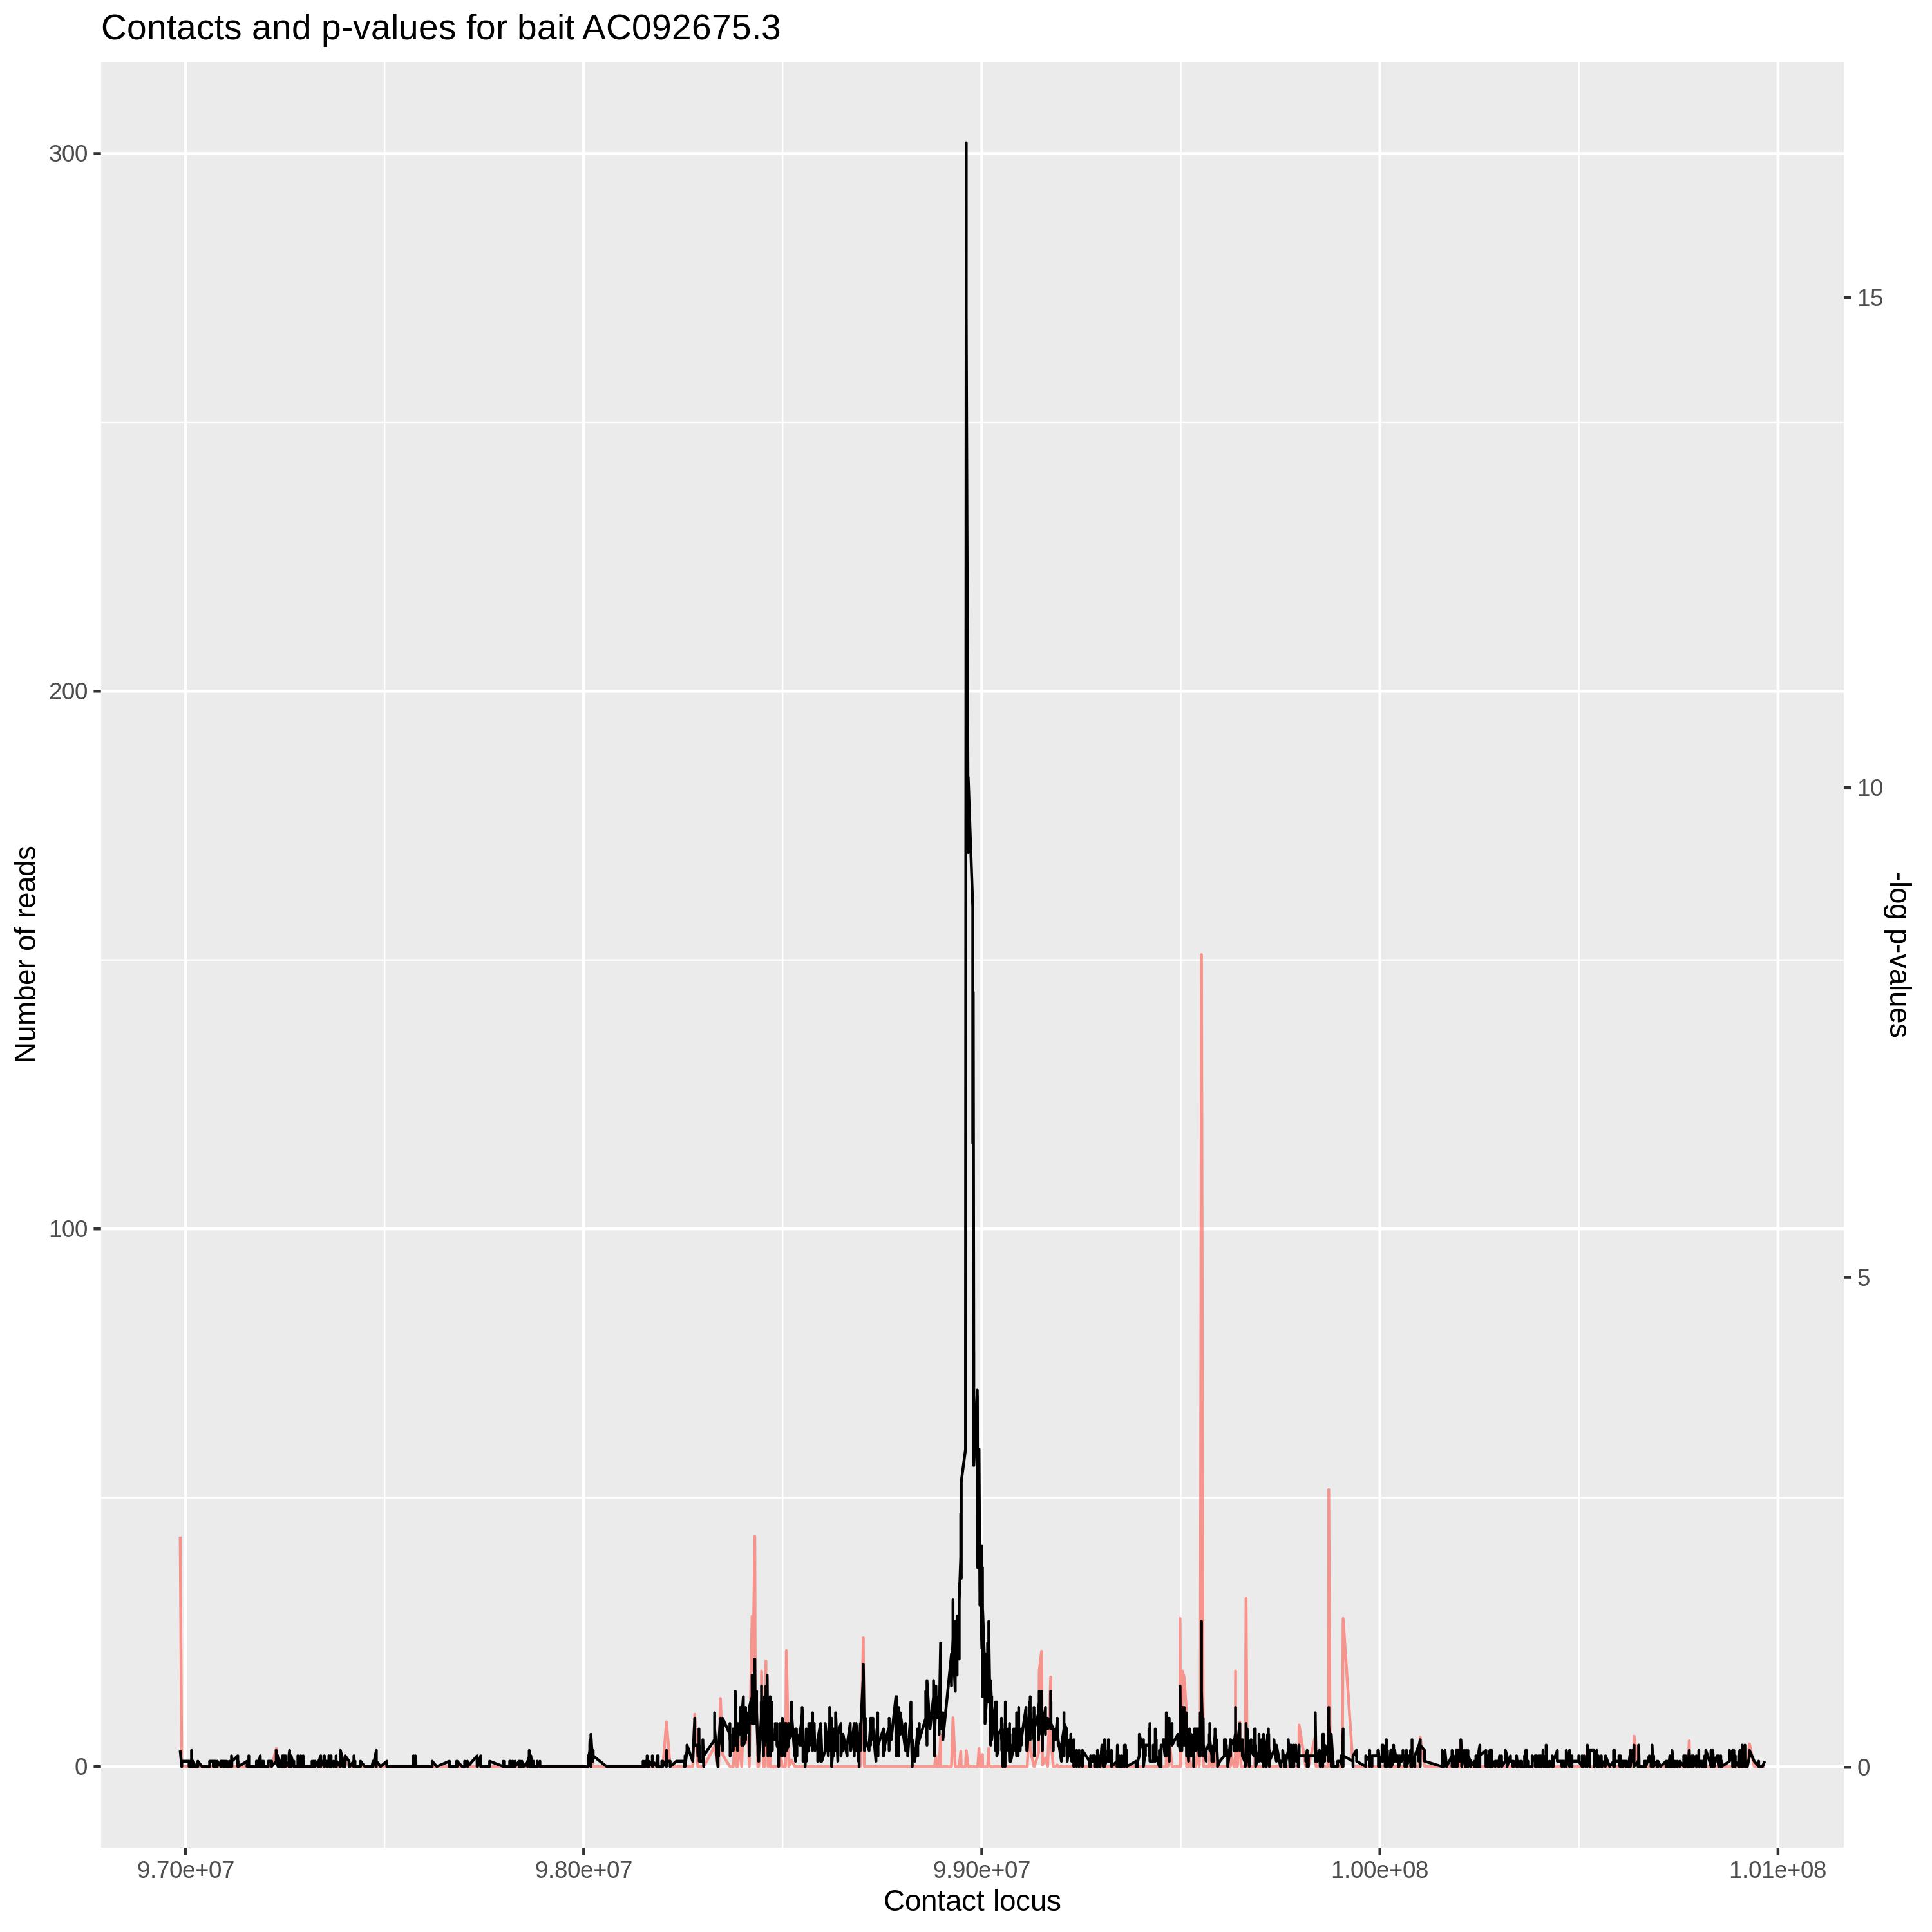 Contacts and p-values for bait AC092675.3
300
200
100
0
Number of reads
15
10
5
0
-log p-values
9.70e+07 9.80e+07 9.90e+07 1.00e+08 1.01e+08
Contact locus